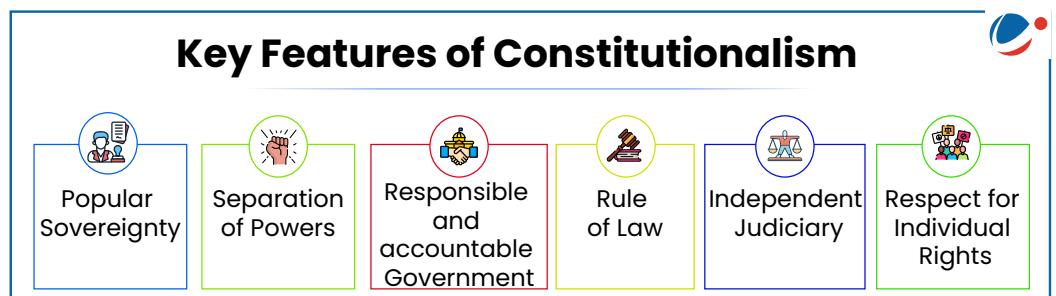 Key Features of Constitutionalism
Popular
Sovereignty
Separation
of Powers
Responsible
and
accountable
Government
Rule
of Law
Independent
Judiciary
Respect for
Individual
Rights